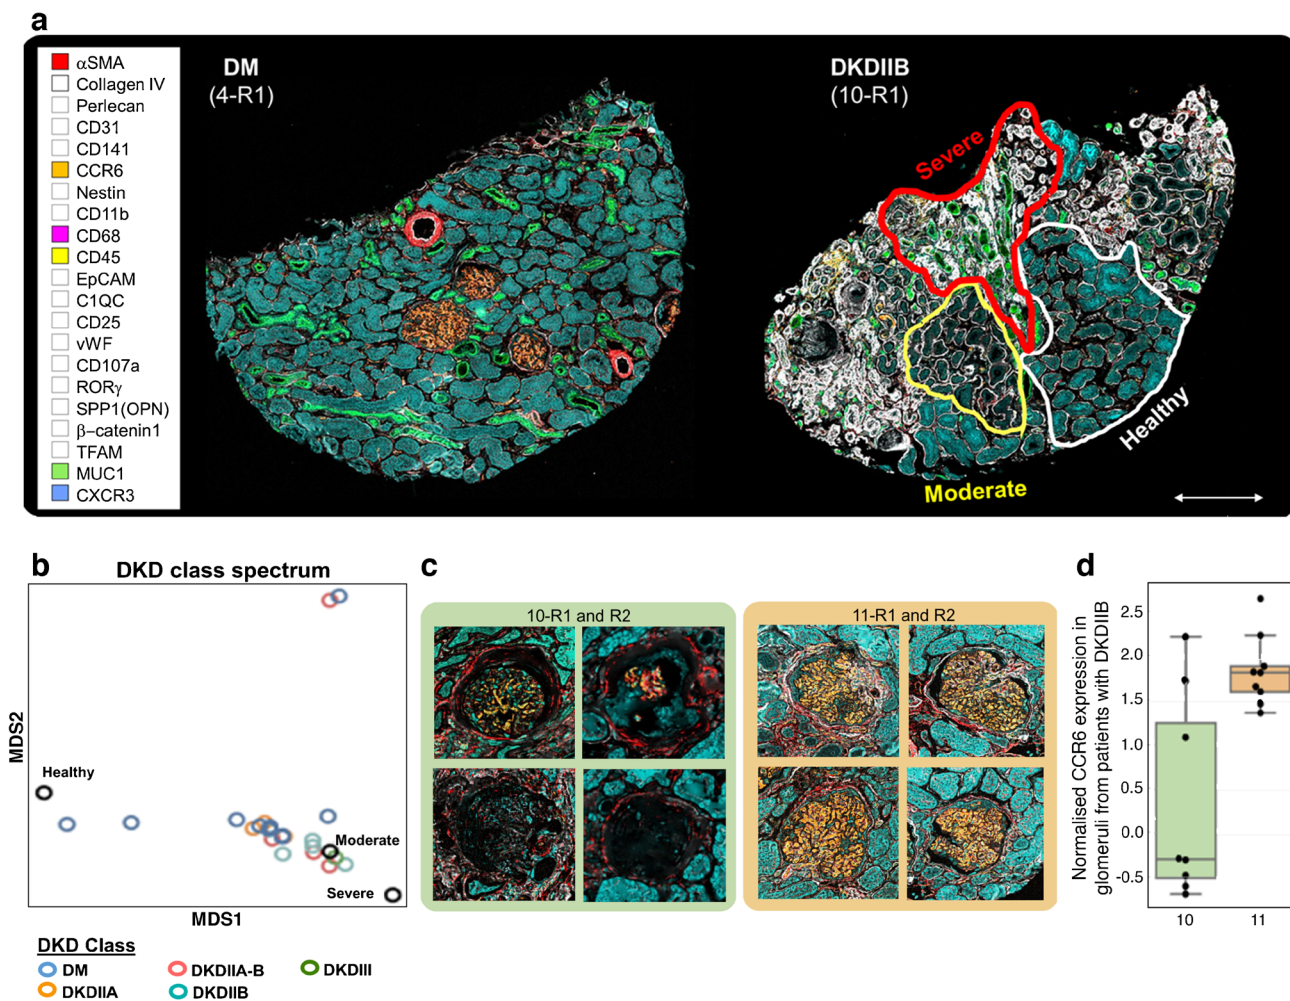 a
αSMA
Collagen IV
Perlecan
CD31
CD141
CCR6
Nestin
CD11b
CD68
CD45
EpCAM
C1QC
CD25
vWF
CD107a
RORγ
SPP1(OPN)
β–catenin1
TFAM
MUC1
CXCR3
DM
(4-R1)
DKDIIB
(10-R1)
Severe
Healthy
Moderate
b
DKD class spectrum
MDS2
Healthy
Moderate
Severe
MDS1
DKD Class
DM
DKDIIA
DKDIIA-B
DKDIIB
DKDIII
c
10-R1 and R2
11-R1 and R2
d
Normalised CCR6 expression in
glomeruli from patients with DKDIIB
2.5
2.0
1.5
1.0
0.5
0.0
-0.5
10
11